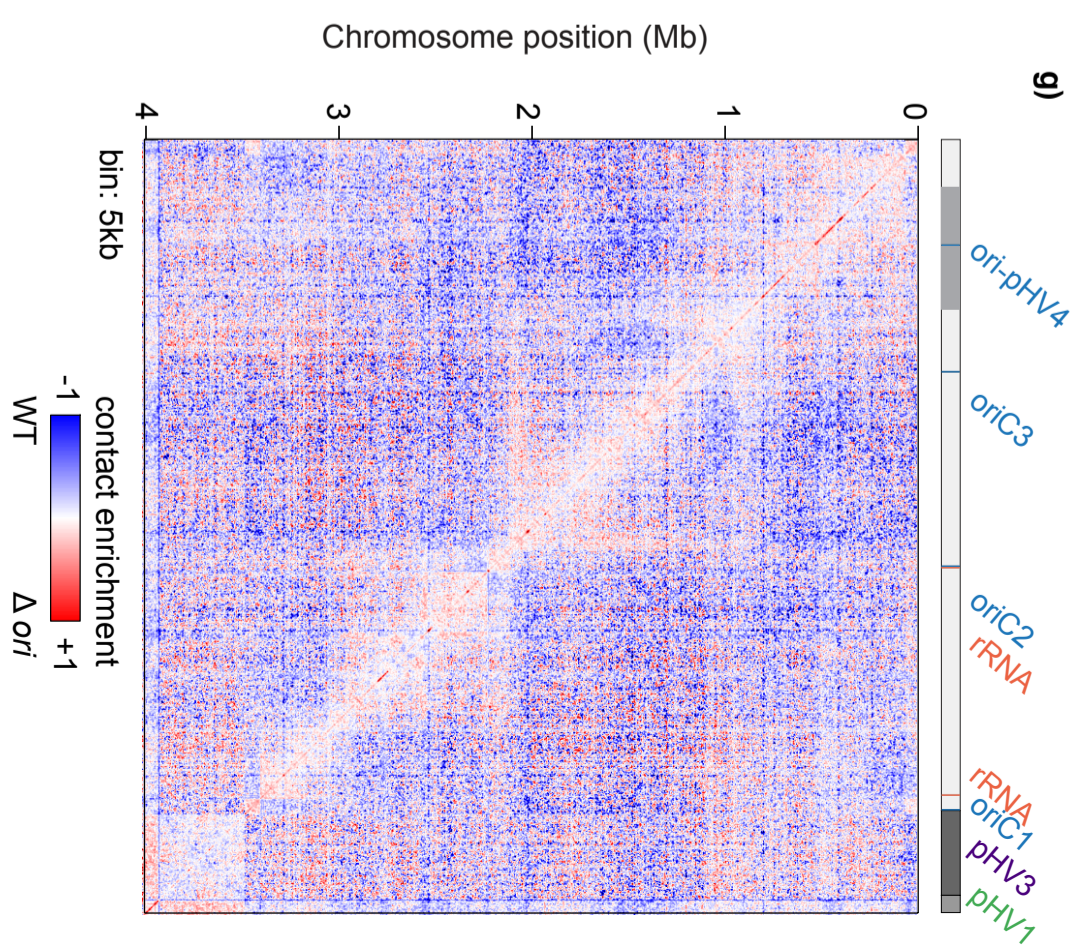 g)
Chromosome position (Mb)
4
3
2
1
0
ori-pHV4
oriC3
oriC2
rRNA
rRNA
oriC1
pHV3
pHV1
bin: 5kb
contact enrichment
-1
+1
WT
Δ ori